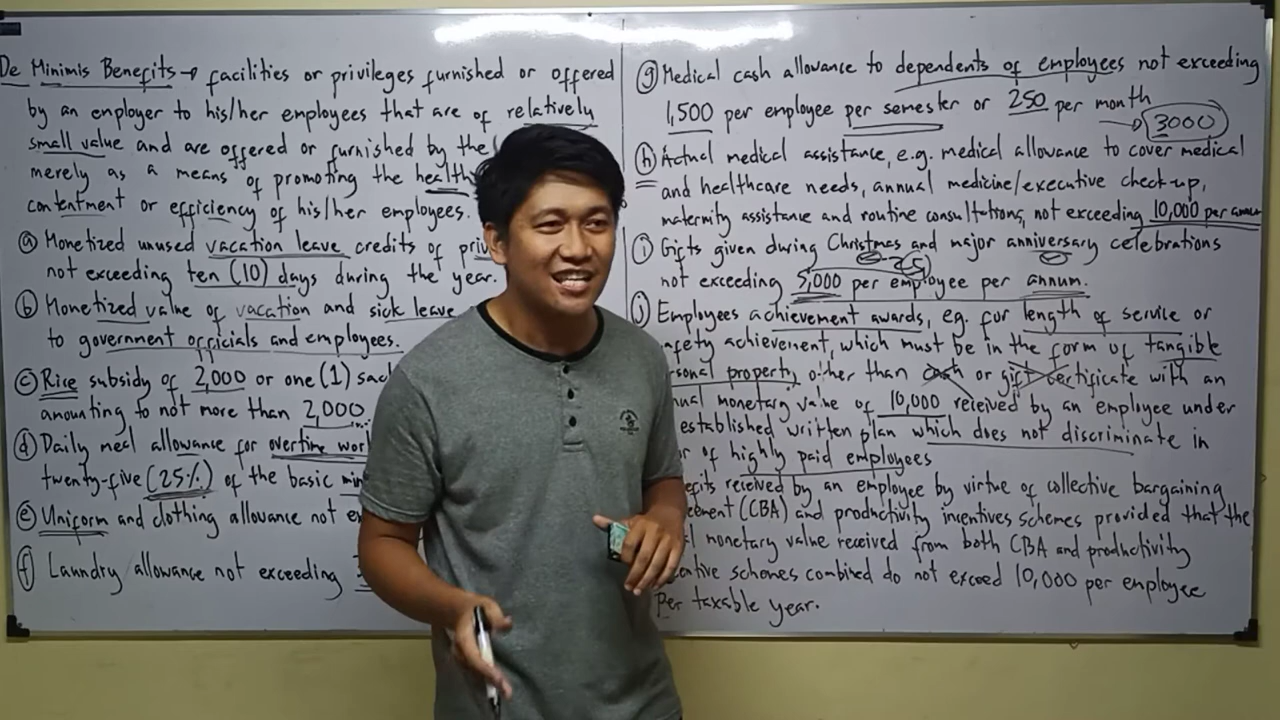 De Minimis Benefits → facilities or privileges furnished or offered
by an employer to his/her employees that are of relatively
small value and are offered or furnished by the
merely as a means of promoting the health
contentment or efficiency of his/her employees.
ⓐ Monetized unused vacation leave credits of
not exceeding ten (10) days during the year.
ⓑ Monetized value of vacation and sick leave
to government officials and employees.
ⓒ Rice subsidy of 2,000 or one (1)
amounting to not more than 2,000
ⓓ Daily meal allowance for overtime
twenty-five (25%) of the basic
ⓔ Uniform and clothing allowance not
ⓕ Laundry allowance not exceeding
ⓖ Medical cash allowance to dependents of employees not exceeding
1,500 per employee per semester or 250 per month
→ 3000
ⓗ Actual medical assistance, e.g. medical allowance to cover medical
and healthcare needs, annual medicine/executive check-up,
maternity assistance and routine consultations, not exceeding 10,000 per annum
ⓘ Gifts given during Christmas and major anniversary celebrations
not exceeding 5,000 per employee per annum.
ⓙ Employees achievement awards, eg. for length of service or
achievement, which must be in the form of tangible
property other than cash or gift certificate with an
monetary value of 10,000 received by an employee under
established written plan which does not discriminate in
of highly paid employees
received by an employee by virtue of collective bargaining
(CBA) and productivity incentives schemes provided that the
monetary value received from both CBA and productivity
schemes combined do not exceed 10,000 per employee
per taxable year.